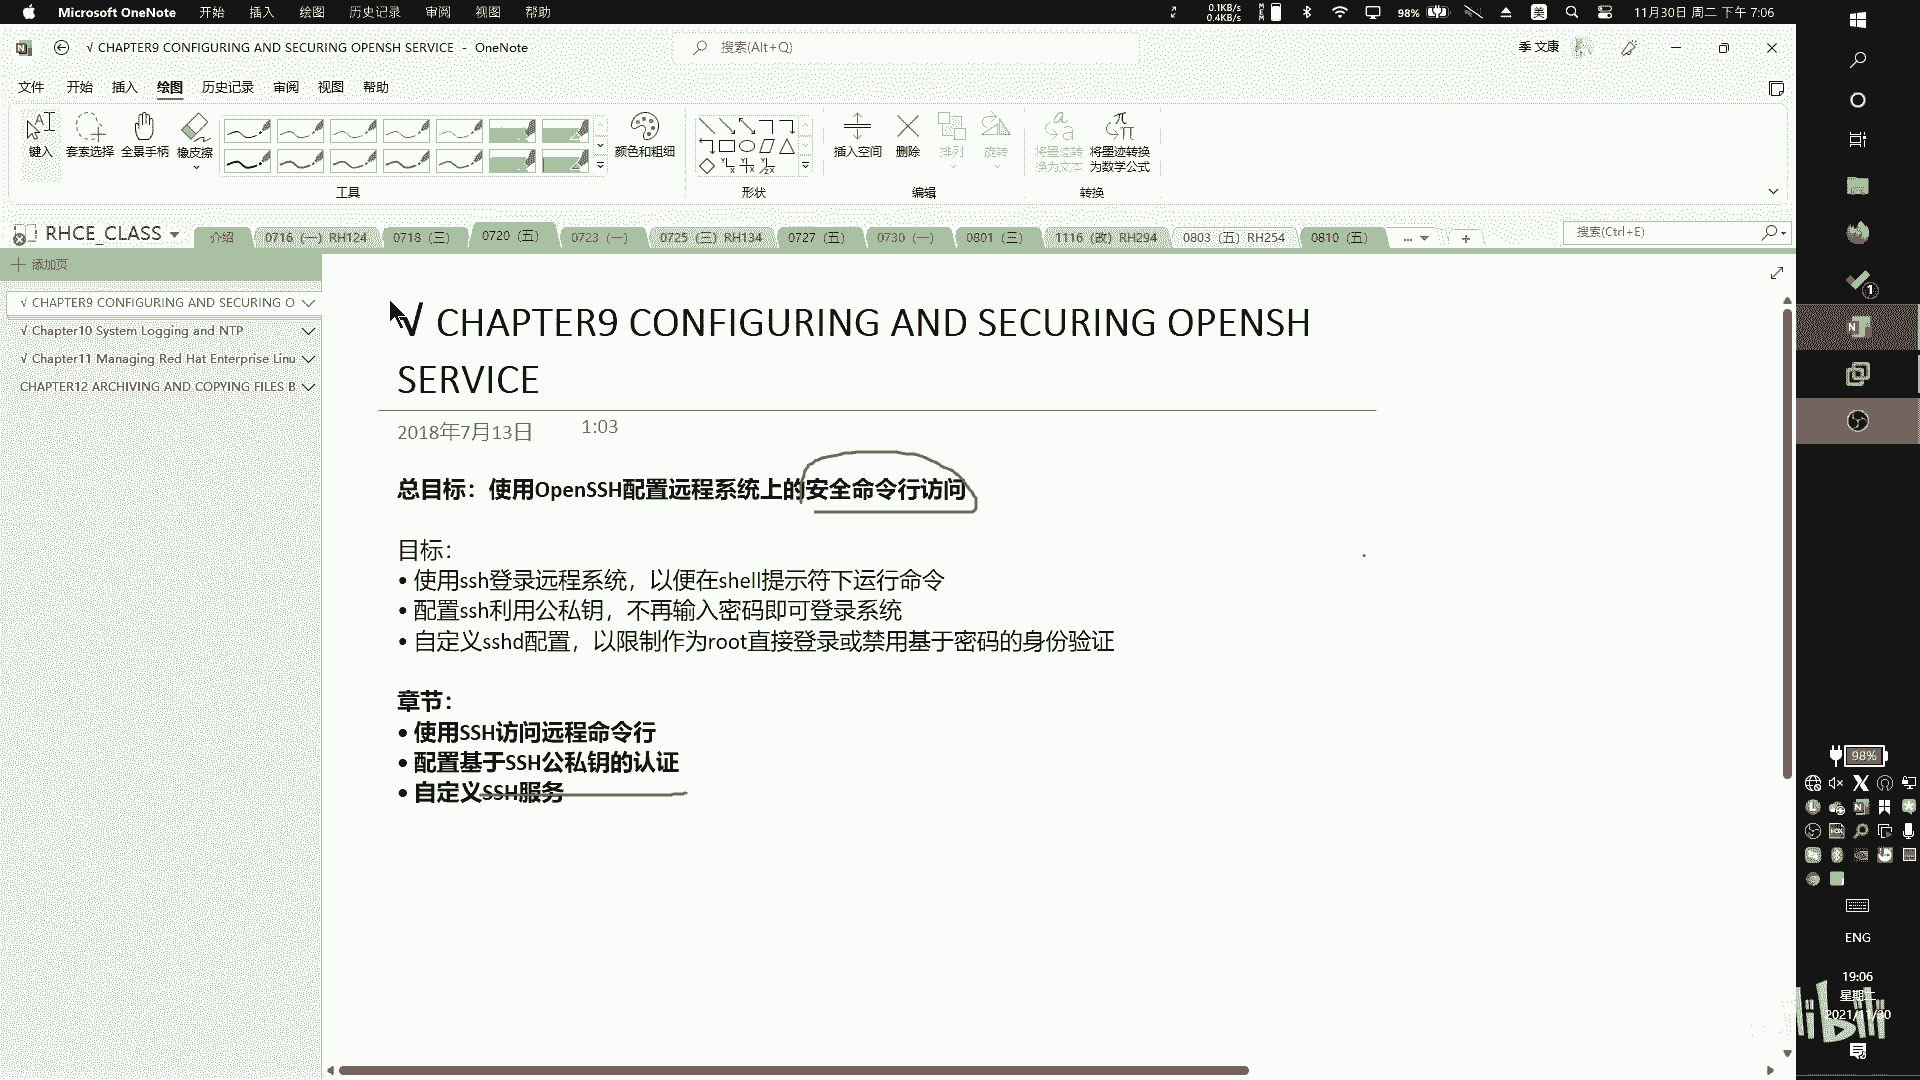 Microsoft OneNote 开始 插入 绘图 历史记录 审阅 视图 帮助
0.1KB/s
0.4KB/s
98%
美
11月30日 周二 下午 7:06
√ CHAPTER9 CONFIGURING AND SECURING OPENSH SERVICE - OneNote
搜索(Alt+Q)
季 文康
文件 开始 插入 绘图 历史记录 审阅 视图 帮助
键入 套索选择 全景手柄 橡皮擦 颜色和粗细 插入空间 删除 排列 旋转 将墨迹转换为文本 将墨迹转换为数学公式
工具 形状 编辑 转换
RHCE_CLASS
介绍 0716 (一) RH124 0718 (三) 0720 (五) 0723 (一) 0725 (三) RH134 0727 (五) 0730 (一) 0801 (三) 1116 (改) RH294 0803 (五) RH254 0810 (五) ... +
搜索(Ctrl+E)
添加页
√ CHAPTER9 CONFIGURING AND SECURING O
√ Chapter10 System Logging and NTP
√ Chapter11 Managing Red Hat Enterprise Linu
CHAPTER12 ARCHIVING AND COPYING FILES B
√ CHAPTER9 CONFIGURING AND SECURING OPENSH
SERVICE
2018年7月13日 1:03
总目标：使用OpenSSH配置远程系统上的安全命令行访问
目标：
• 使用ssh登录远程系统，以便在shell提示符下运行命令
• 配置ssh利用公私钥，不再输入密码即可登录系统
• 自定义sshd配置，以限制作为root直接登录或禁用基于密码的身份验证
章节：
• 使用SSH访问远程命令行
• 配置基于SSH公私钥的认证
• 自定义SSH服务
1
98%
ENG
19:06
星期二
2021/11/30